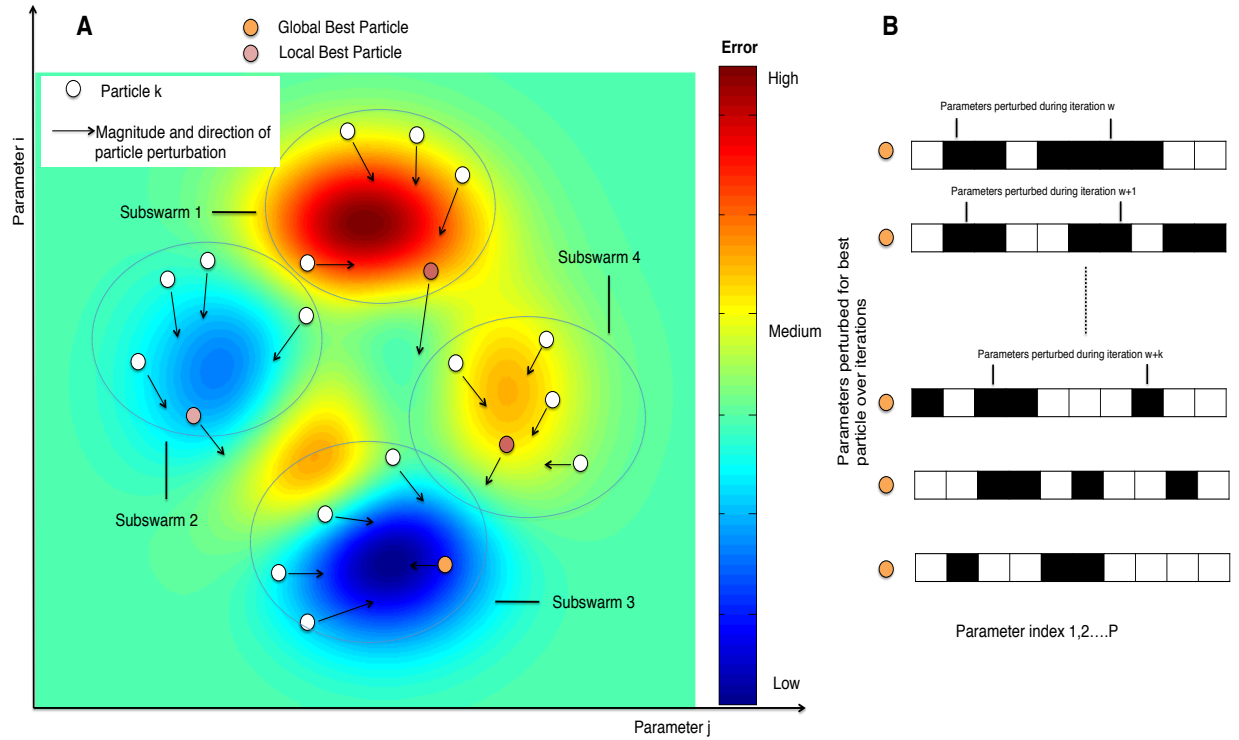 A
Global Best Particle
Local Best Particle
Particle k
Magnitude and direction of
particle perturbation
Subswarm 1
Subswarm 4
Subswarm 2
Subswarm 3
Parameter i
Parameter j
Error
High
Medium
Low
B
Parameters perturbed for best
particle over iterations
Parameters perturbed during iteration w
Parameters perturbed during iteration w+1
Parameters perturbed during iteration w+k
Parameter index 1,2....P